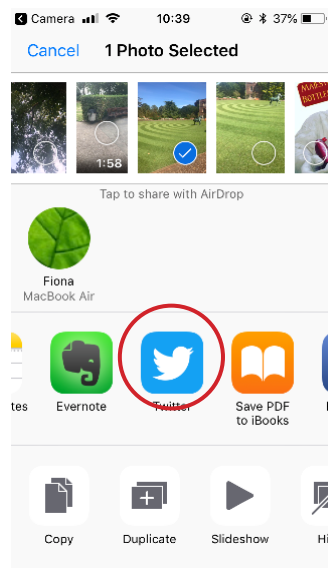 Camera 10:39 37%
Cancel 1 Photo Selected
1:58
Tap to share with AirDrop
Fiona
MacBook Air
tes Evernote Twitter Save PDF
to iBooks
Copy Duplicate Slideshow Hi